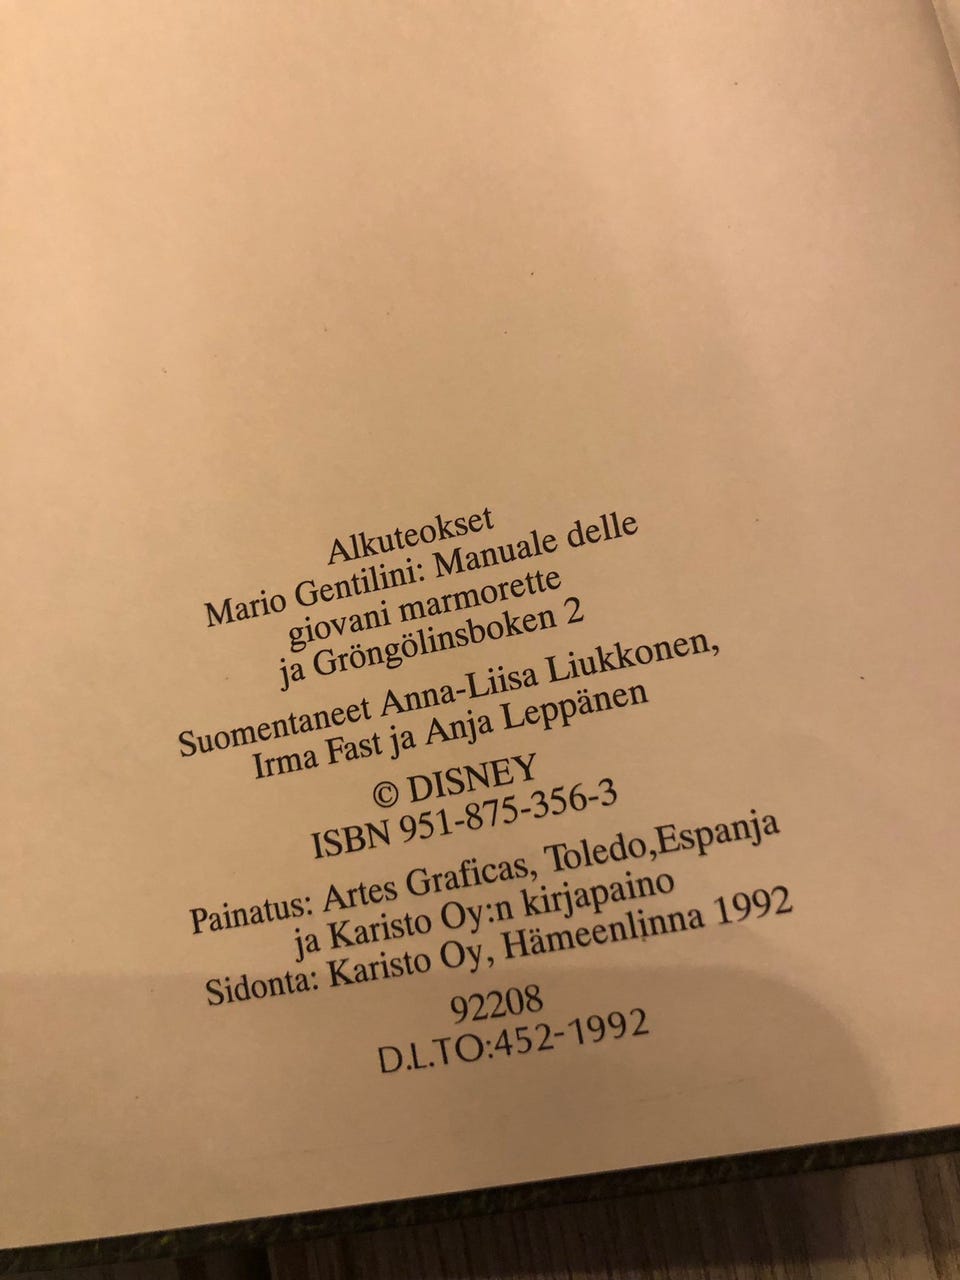 Alkuteokset
Mario Gentilini: Manuale delle
giovani marmorette
ja Gröngölinsboken 2
Suomentaneet Anna-Liisa Liukkonen,
Irma Fast ja Anja Leppänen
© DISNEY
ISBN 951-875-356-3
Painatus: Artes Graficas, Toledo,Espanja
ja Karisto Oy:n kirjapaino
Sidonta: Karisto Oy, Hämeenlinna 1992
92208
D.L.TO:452-1992